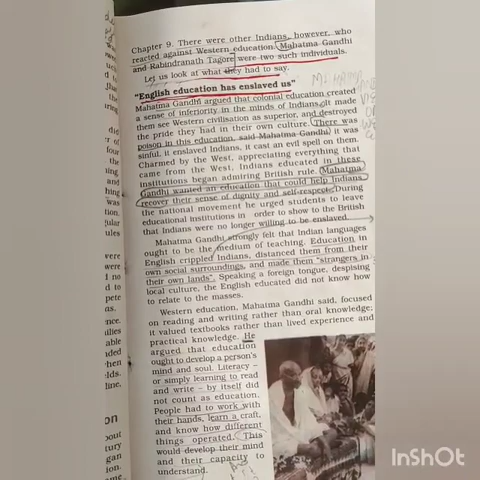 Chapter 9. There were other Indians, however, who
reacted against Western education. Mahatma Gandhi
and Rabindranath Tagore were two such individuals.
Let us look at what they had to say.
"English education has enslaved us"
Mahatma Gandhi argued that colonial education created
a sense of inferiority in the minds of Indians. It made
them see Western civilisation as superior, and destroyed
the pride they had in their own culture. There was
poison in this education, said Mahatma Gandhi, it was
sinful, it enslaved Indians, it cast an evil spell on them.
Charmed by the West, appreciating everything that
came from the West, Indians educated in these
institutions began admiring British rule. Mahatma
Gandhi wanted an education that could help Indians
recover their sense of dignity and self-respect. During
the national movement he urged students to leave
educational institutions in order to show to the British
that Indians were no longer willing to be enslaved.
Mahatma Gandhi strongly felt that Indian languages
ought to be the medium of teaching. Education in
English crippled Indians, distanced them from their
own social surroundings, and made them "strangers in
their own lands". Speaking a foreign tongue, despising
local culture, the English educated did not know how
to relate to the masses.
Western education, Mahatma Gandhi said, focused
on reading and writing rather than oral knowledge;
it valued textbooks rather than lived experience and
practical knowledge. He
argued that education
ought to develop a person's
mind and soul. Literacy –
or simply learning to read
and write – by itself did
not count as education.
People had to work with
their hands, learn a craft,
and know how different
things operated. This
would develop their mind
and their capacity to
understand.
InShOt